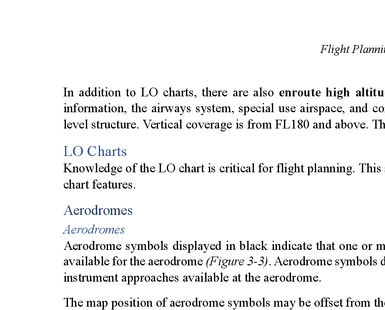 Flight Planni
In addition to LO charts, there are also enroute high altitu
information, the airways system, special use airspace, and co
level structure. Vertical coverage is from FL180 and above. Th
LO Charts
Knowledge of the LO chart is critical for flight planning. This
chart features.
Aerodromes
Aerodromes
Aerodrome symbols displayed in black indicate that one or m
available for the aerodrome (Figure 3-3). Aerodrome symbols d
instrument approaches available at the aerodrome.
The map position of aerodrome symbols may be offset from the